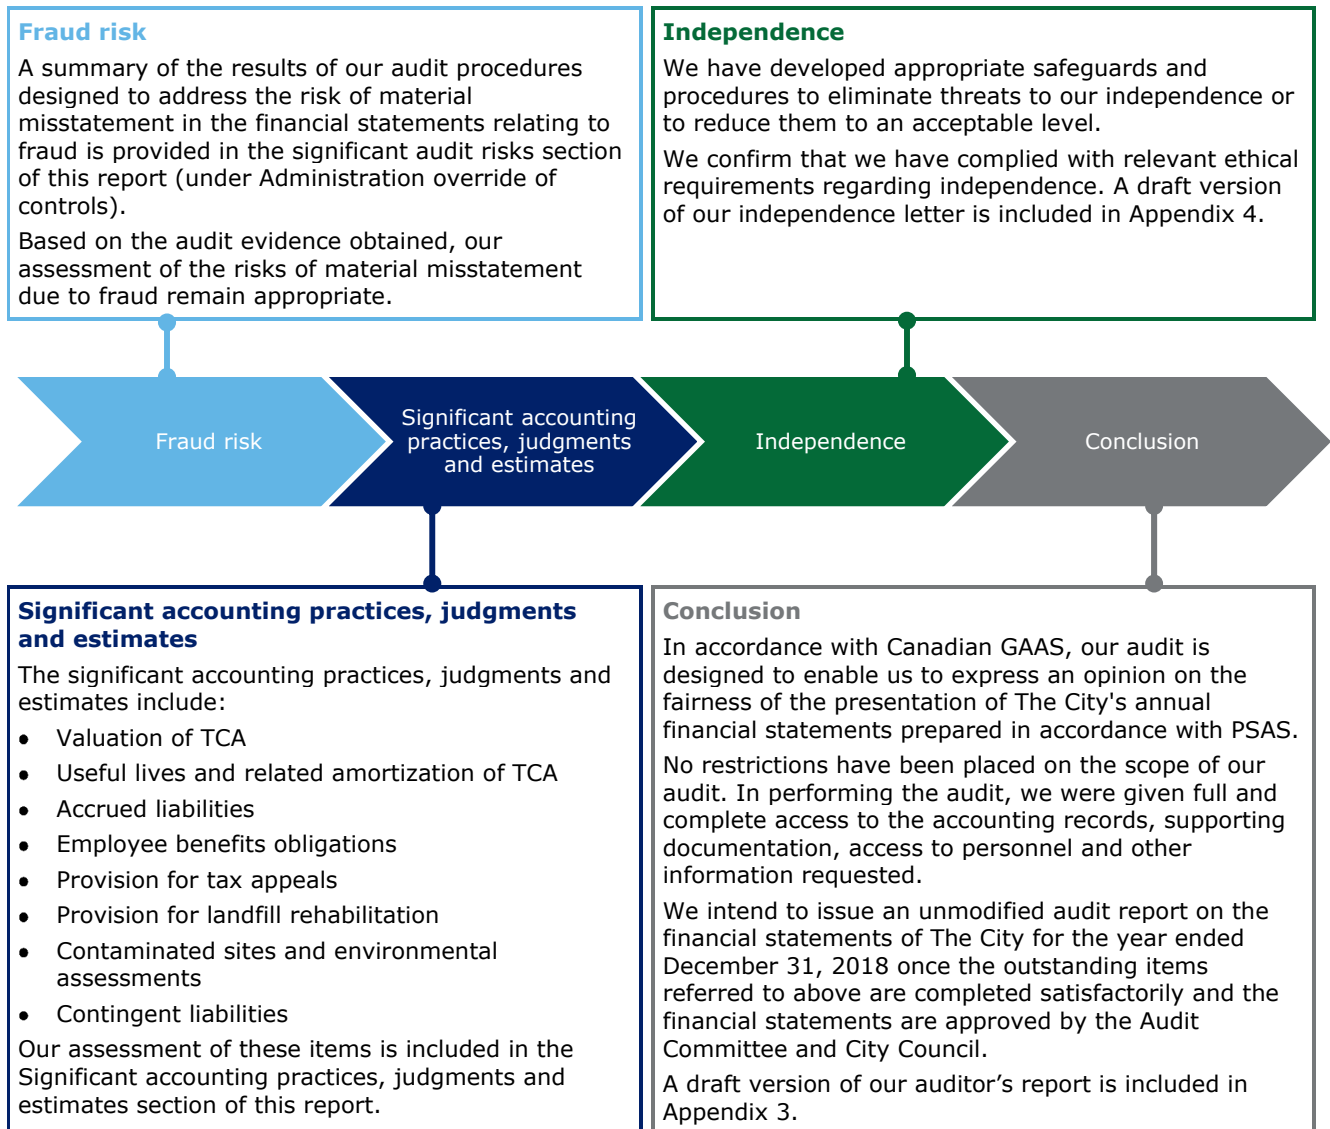 Fraud risk
A summary of the results of our audit procedures
designed to address the risk of material
misstatement in the financial statements relating to
fraud is provided in the significant audit risks section
of this report (under Administration override of
controls).
Based on the audit evidence obtained, our
assessment of the risks of material misstatement
due to fraud remain appropriate.
Independence
We have developed appropriate safeguards and
procedures to eliminate threats to our independence or
to reduce them to an acceptable level.
We confirm that we have complied with relevant ethical
requirements regarding independence. A draft version
of our independence letter is included in Appendix 4.
Fraud risk
Significant accounting
practices, judgments
and estimates
Independence
Conclusion
Significant accounting practices, judgments
and estimates
The significant accounting practices, judgments and
estimates include:
• Valuation of TCA
• Useful lives and related amortization of TCA
• Accrued liabilities
• Employee benefits obligations
• Provision for tax appeals
• Provision for landfill rehabilitation
• Contaminated sites and environmental
assessments
• Contingent liabilities
Our assessment of these items is included in the
Significant accounting practices, judgments and
estimates section of this report.
Conclusion
In accordance with Canadian GAAS, our audit is
designed to enable us to express an opinion on the
fairness of the presentation of The City's annual
financial statements prepared in accordance with PSAS.
No restrictions have been placed on the scope of our
audit. In performing the audit, we were given full and
complete access to the accounting records, supporting
documentation, access to personnel and other
information requested.
We intend to issue an unmodified audit report on the
financial statements of The City for the year ended
December 31, 2018 once the outstanding items
referred to above are completed satisfactorily and the
financial statements are approved by the Audit
Committee and City Council.
A draft version of our auditor’s report is included in
Appendix 3.